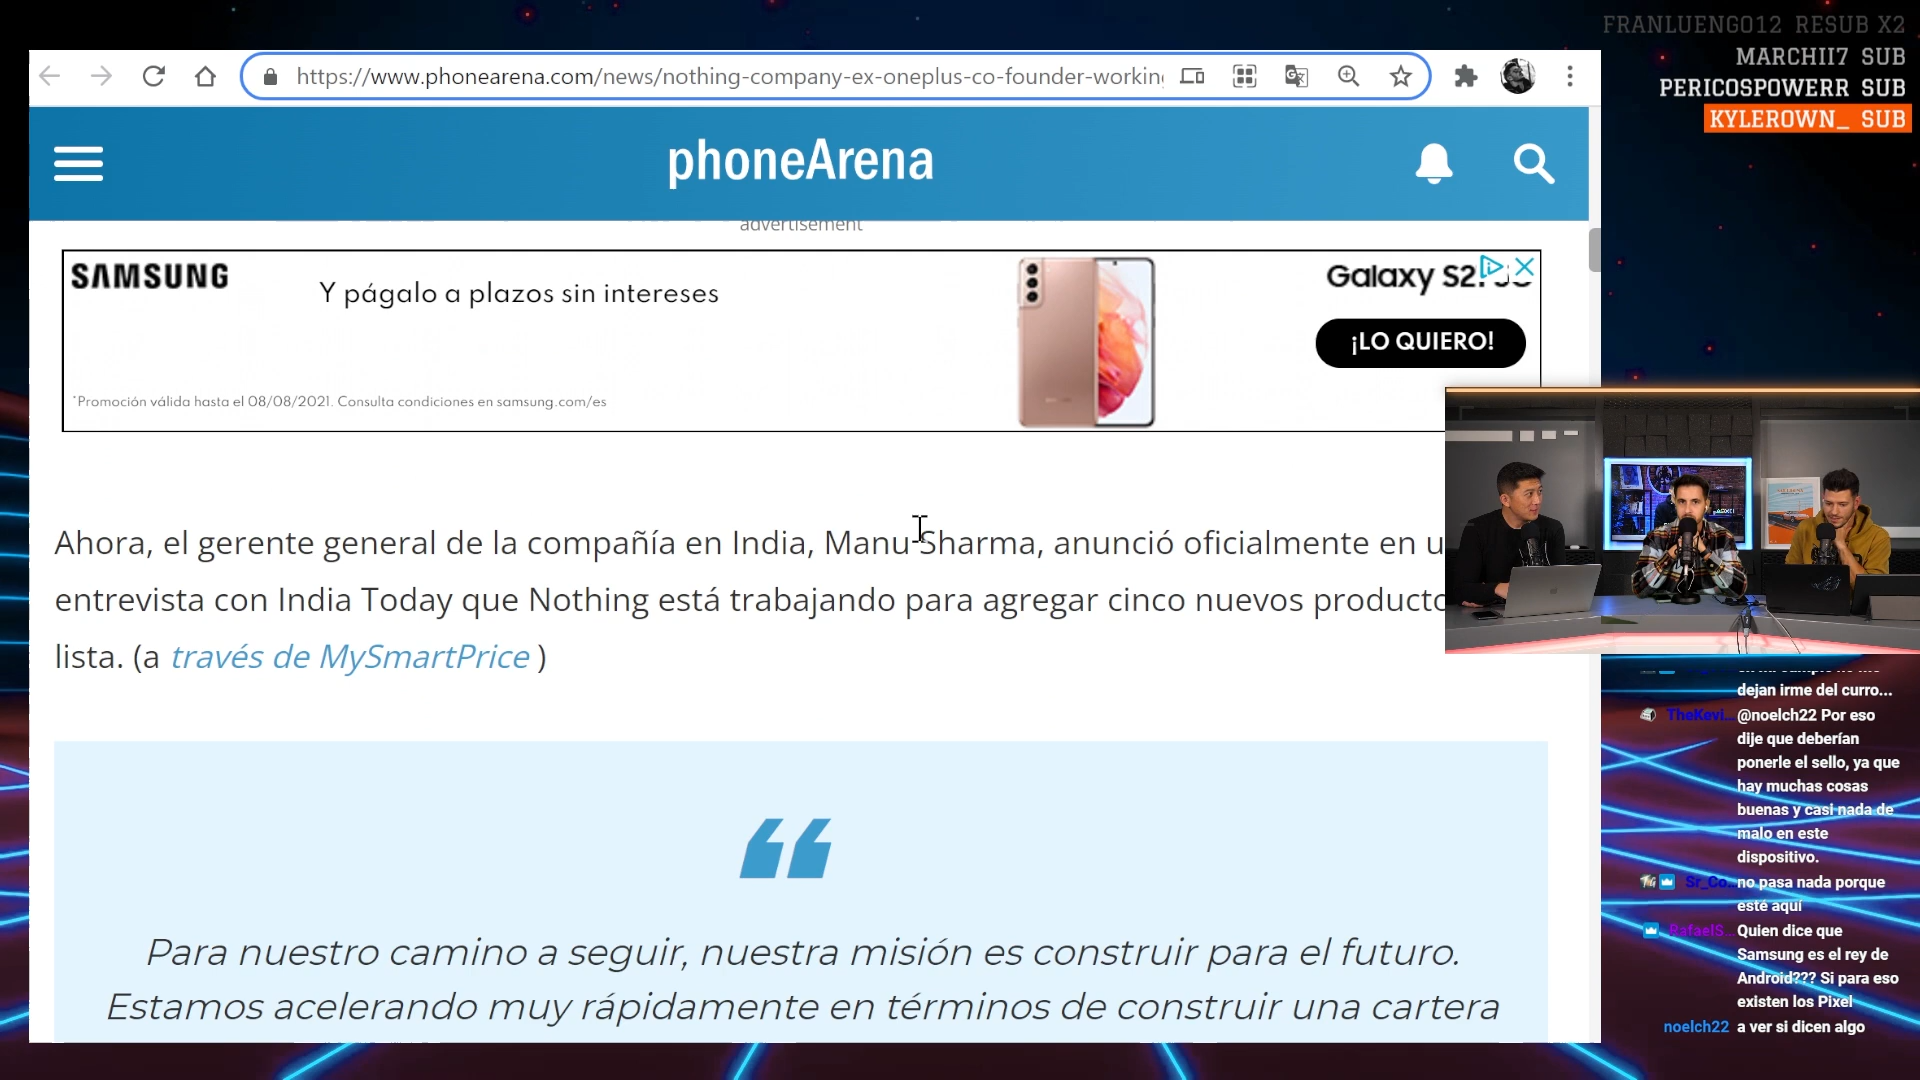 FRANLUENGO12 RESUB X2
MARCHII7 SUB
PERICOSPOWERR SUB
KYLEROWN_ SUB
https://www.phonearena.com/news/nothing-company-ex-oneplus-co-founder-working
phoneArena
advertisement
SAMSUNG
Y págalo a plazos sin intereses
Galaxy
¡LO QUIERO!
*Promoción válida hasta el 08/08/2021. Consulta condiciones en samsung.com/es
Ahora, el gerente general de la compañía en India, Manu Sharma, anunció oficialmente en u
entrevista con India Today que Nothing está trabajando para agregar cinco nuevos producto
lista. (a través de MySmartPrice )
“
Para nuestro camino a seguir, nuestra misión es construir para el futuro.
Estamos acelerando muy rápidamente en términos de construir una cartera
dejan irme del curro...
TheKevi... @noelch22 Por eso
dije que deberían
ponerle el sello, ya que
hay muchas cosas
buenas y casi nada de
malo en este
dispositivo.
Sr_Co... no pasa nada porque
esté aquí
RafaelS... Quien dice que
Samsung es el rey de
Android??? Si para eso
existen los Pixel
noelch22 a ver si dicen algo